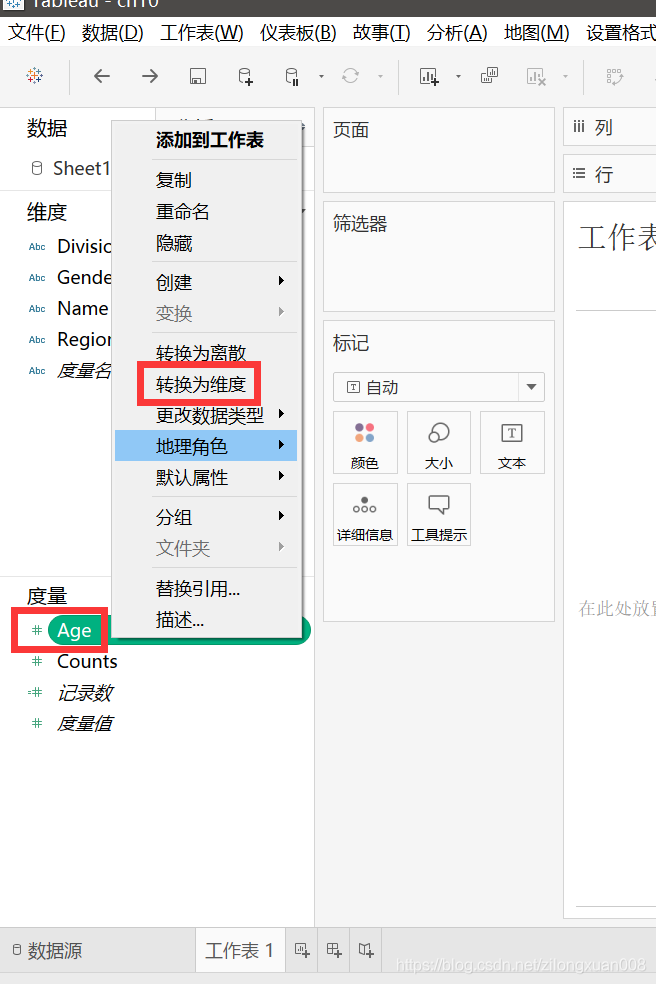 Tableau - ch10
文件(F) 数据(D) 工作表(W) 仪表板(B) 故事(T) 分析(A) 地图(M) 设置格式
数据
Sheet1
维度
Abc Divisio
Abc Gende
Abc Name
Abc Region
Abc 度量名
添加到工作表
复制
重命名
隐藏
创建
变换
转换为离散
转换为维度
更改数据类型
地理角色
默认属性
分组
文件夹
替换引用...
描述...
度量
# Age
# Counts
=# 记录数
# 度量值
页面
筛选器
标记
自动
颜色 大小 文本
详细信息 工具提示
列
行
工作表
在此处放置
数据源 工作表 1
https://blog.csdn.net/zilongxuan008